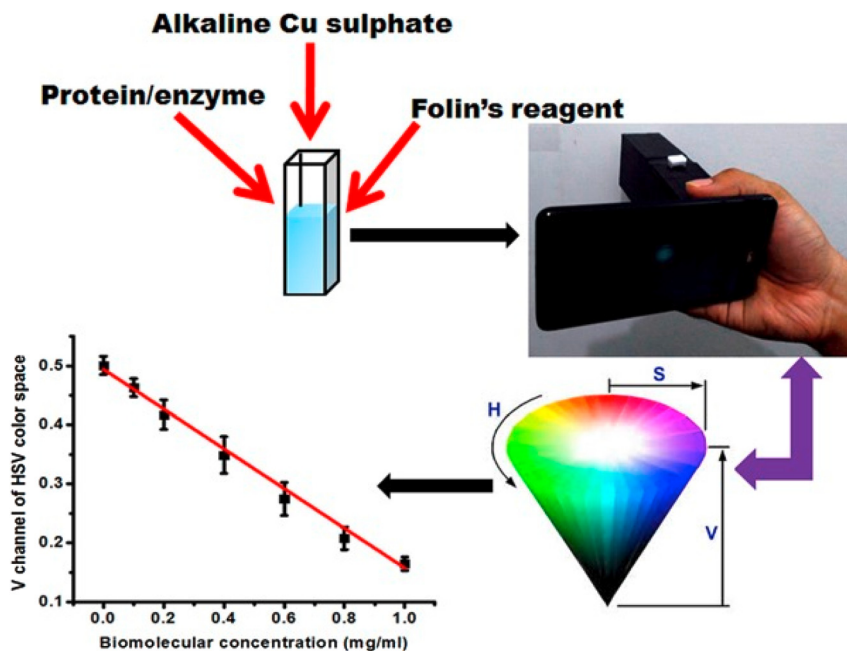 Alkaline Cu sulphate
Protein/enzyme
Folin's reagent
V channel of HSV color space
0.5
0.4
0.3
0.2
0.1
0.0
0.2
0.4
0.6
0.8
1.0
Biomolecular concentration (mg/ml)
H
S
V